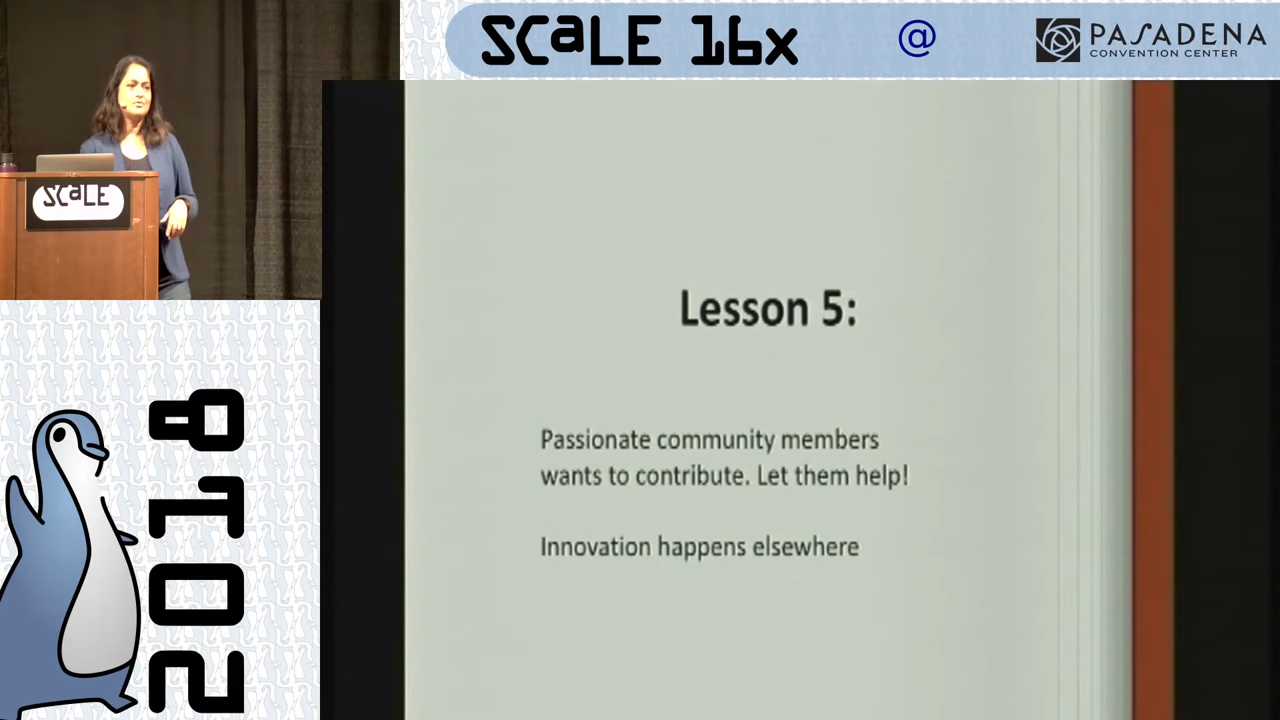 SCALE 16x
@
PASADENA
CONVENTION CENTER
SCALE
Lesson 5:
Passionate community members
wants to contribute. Let them help!
Innovation happens elsewhere
2018